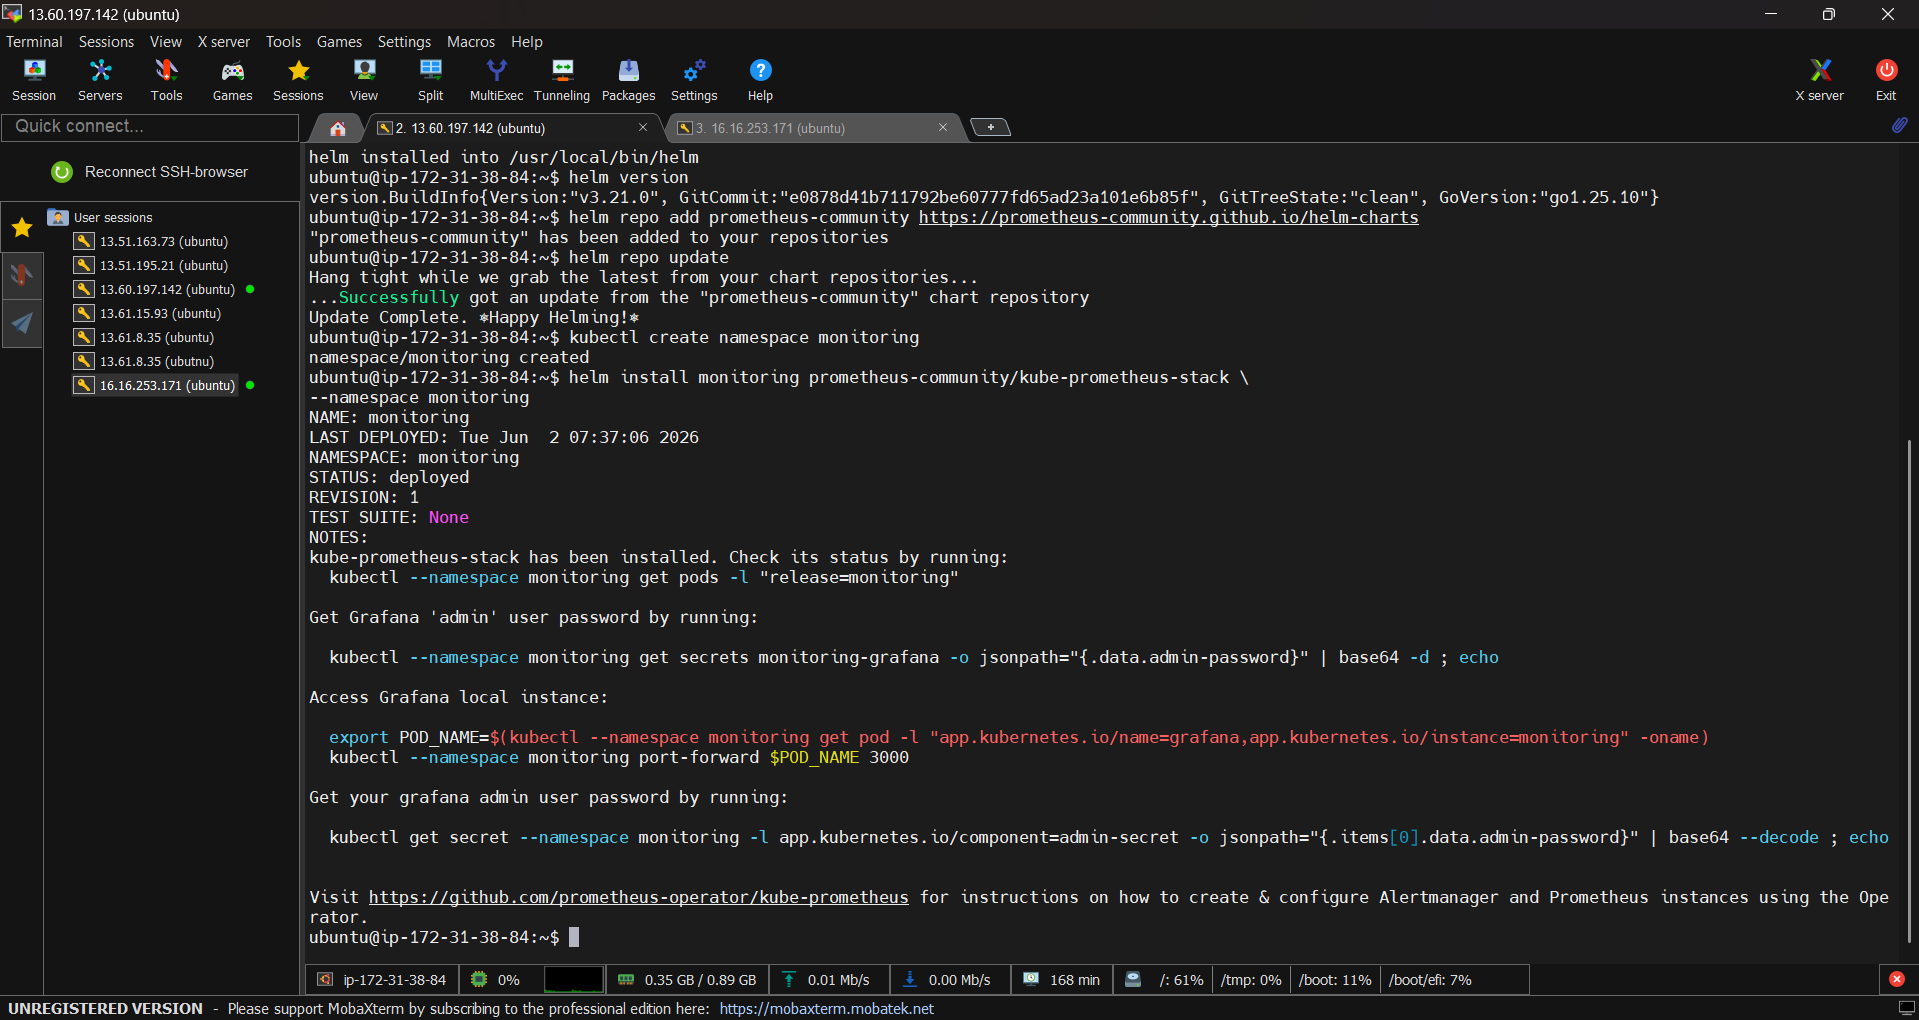 13.60.197.142 (ubuntu)
Terminal Sessions View X server Tools Games Settings Macros Help
Session Servers Tools Games Sessions View Split MultiExec Tunneling Packages Settings Help X server Exit
Quick connect...
2. 13.60.197.142 (ubuntu)
3. 16.16.253.171 (ubuntu)
Reconnect SSH-browser
User sessions
13.51.163.73 (ubuntu)
13.51.195.21 (ubuntu)
13.60.197.142 (ubuntu)
13.61.15.93 (ubuntu)
13.61.8.35 (ubuntu)
13.61.8.35 (ubutnu)
16.16.253.171 (ubuntu)
helm installed into /usr/local/bin/helm
ubuntu@ip-172-31-38-84:~$ helm version
version.BuildInfo{Version:"v3.21.0", GitCommit:"e0878d41b711792be60777fd65ad23a101e6b85f", GitTreeState:"clean", GoVersion:"go1.25.10"}
ubuntu@ip-172-31-38-84:~$ helm repo add prometheus-community https://prometheus-community.github.io/helm-charts
"prometheus-community" has been added to your repositories
ubuntu@ip-172-31-38-84:~$ helm repo update
Hang tight while we grab the latest from your chart repositories...
...Successfully got an update from the "prometheus-community" chart repository
Update Complete. ⎈Happy Helming!⎈
ubuntu@ip-172-31-38-84:~$ kubectl create namespace monitoring
namespace/monitoring created
ubuntu@ip-172-31-38-84:~$ helm install monitoring prometheus-community/kube-prometheus-stack \
--namespace monitoring
NAME: monitoring
LAST DEPLOYED: Tue Jun  2 07:37:06 2026
NAMESPACE: monitoring
STATUS: deployed
REVISION: 1
TEST SUITE: None
NOTES:
kube-prometheus-stack has been installed. Check its status by running:
  kubectl --namespace monitoring get pods -l "release=monitoring"
Get Grafana 'admin' user password by running:
  kubectl --namespace monitoring get secrets monitoring-grafana -o jsonpath="{.data.admin-password}" | base64 -d ; echo
Access Grafana local instance:
  export POD_NAME=$(kubectl --namespace monitoring get pod -l "app.kubernetes.io/name=grafana,app.kubernetes.io/instance=monitoring" -oname)
  kubectl --namespace monitoring port-forward $POD_NAME 3000
Get your grafana admin user password by running:
  kubectl get secret --namespace monitoring -l app.kubernetes.io/component=admin-secret -o jsonpath="{.items[0].data.admin-password}" | base64 --decode ; echo
Visit https://github.com/prometheus-operator/kube-prometheus for instructions on how to create & configure Alertmanager and Prometheus instances using the Ope
rator.
ubuntu@ip-172-31-38-84:~$
ip-172-31-38-84 0% 0.35 GB / 0.89 GB 0.01 Mb/s 0.00 Mb/s 168 min /: 61% /tmp: 0% /boot: 11% /boot/efi: 7%
UNREGISTERED VERSION - Please support MobaXterm by subscribing to the professional edition here: https://mobaxterm.mobatek.net